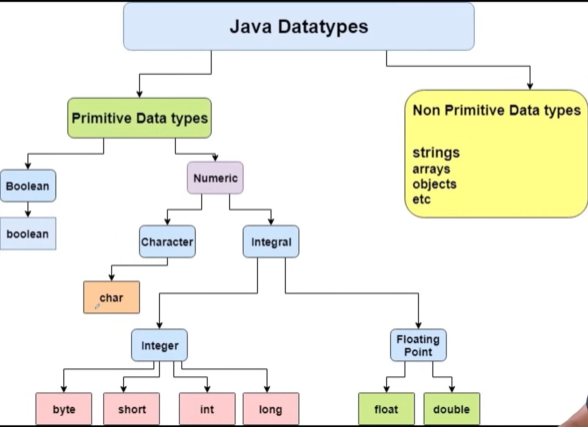 Java Datatypes
Primitive Data types
Non Primitive Data types
strings
arrays
objects
etc
Boolean
Numeric
boolean
Character
Integral
char
Integer
Floating
Point
byte
short
int
long
float
double